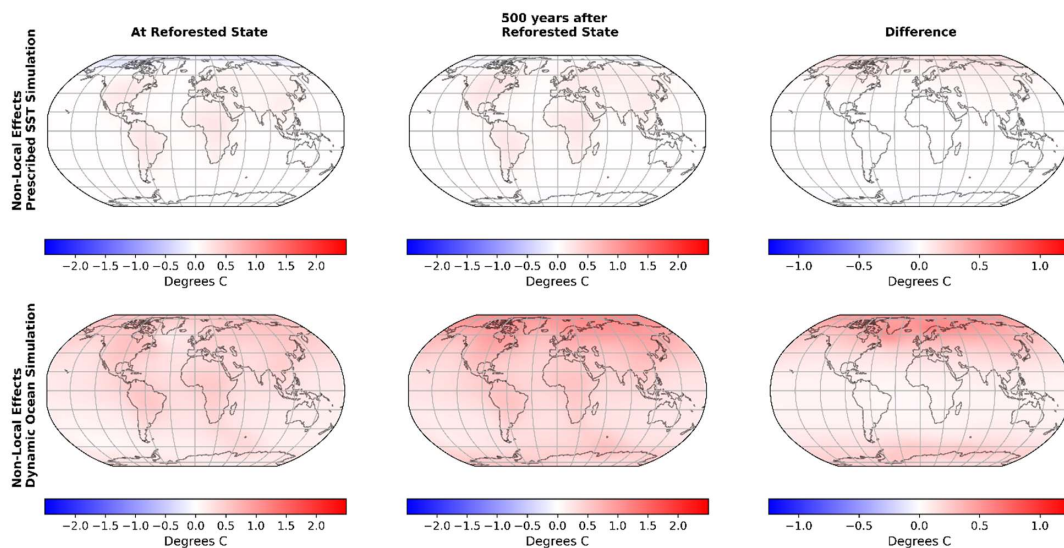 At Reforested State
500 years after
Reforested State
Difference
Non-Local Effects
Prescribed SST Simulation
−2.0 −1.5 −1.0 −0.5 0.0 0.5 1.0 1.5 2.0
Degrees C
−2.0 −1.5 −1.0 −0.5 0.0 0.5 1.0 1.5 2.0
Degrees C
−1.0 −0.5 0.0 0.5 1.0
Degrees C
Non-Local Effects
Dynamic Ocean Simulation
−2.0 −1.5 −1.0 −0.5 0.0 0.5 1.0 1.5 2.0
Degrees C
−2.0 −1.5 −1.0 −0.5 0.0 0.5 1.0 1.5 2.0
Degrees C
−1.0 −0.5 0.0 0.5 1.0
Degrees C